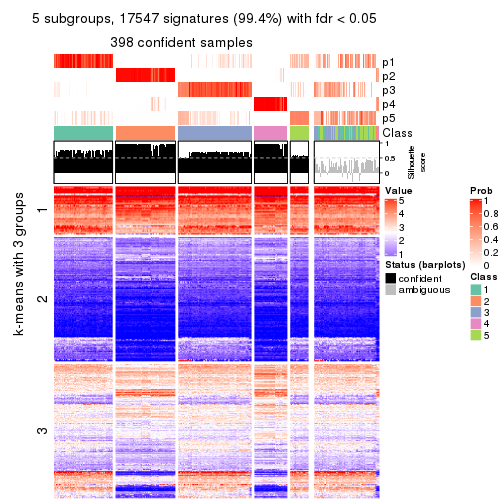 5 subgroups, 17547 signatures (99.4%) with fdr < 0.05
398 confident samples
p1
p2
p3
p4
p5
Class
1
0.5
0
Silhouette
score
k-means with 3 groups
1
2
3
Value
5
4
3
2
1
Status (barplots)
confident
ambiguous
Prob
1
0.8
0.6
0.4
0.2
0
Class
1
2
3
4
5